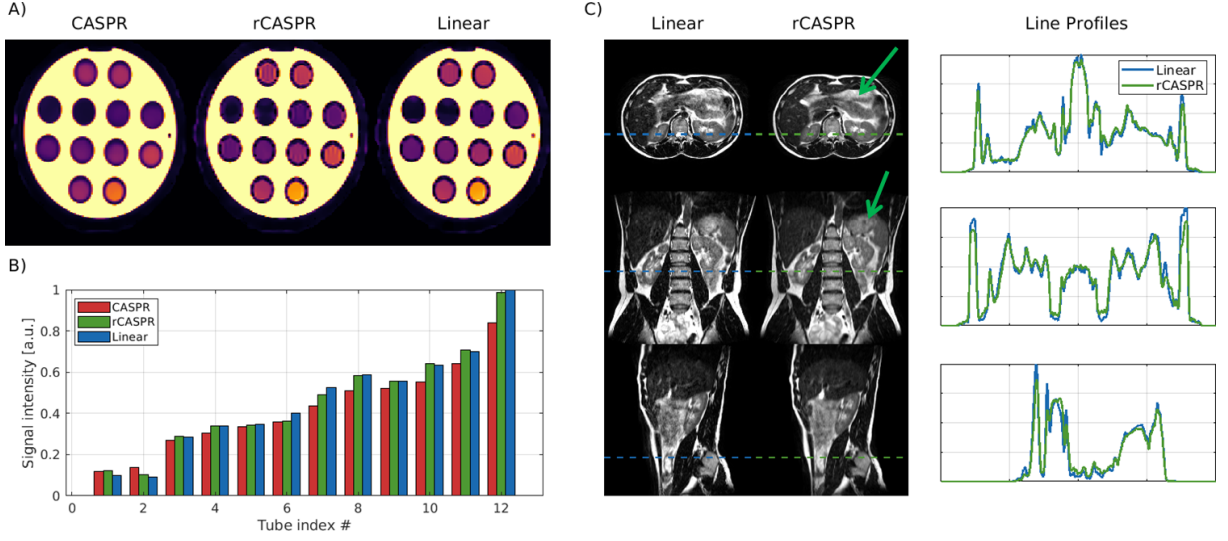 A)
CASPR rCASPR Linear
B)
Signal intensity [a.u.]
1
0.8
0.6
0.4
0.2
0
CASPR
rCASPR
Linear
0 2 4 6 8 10 12
Tube index #
C)
Linear rCASPR Line Profiles
Linear
rCASPR